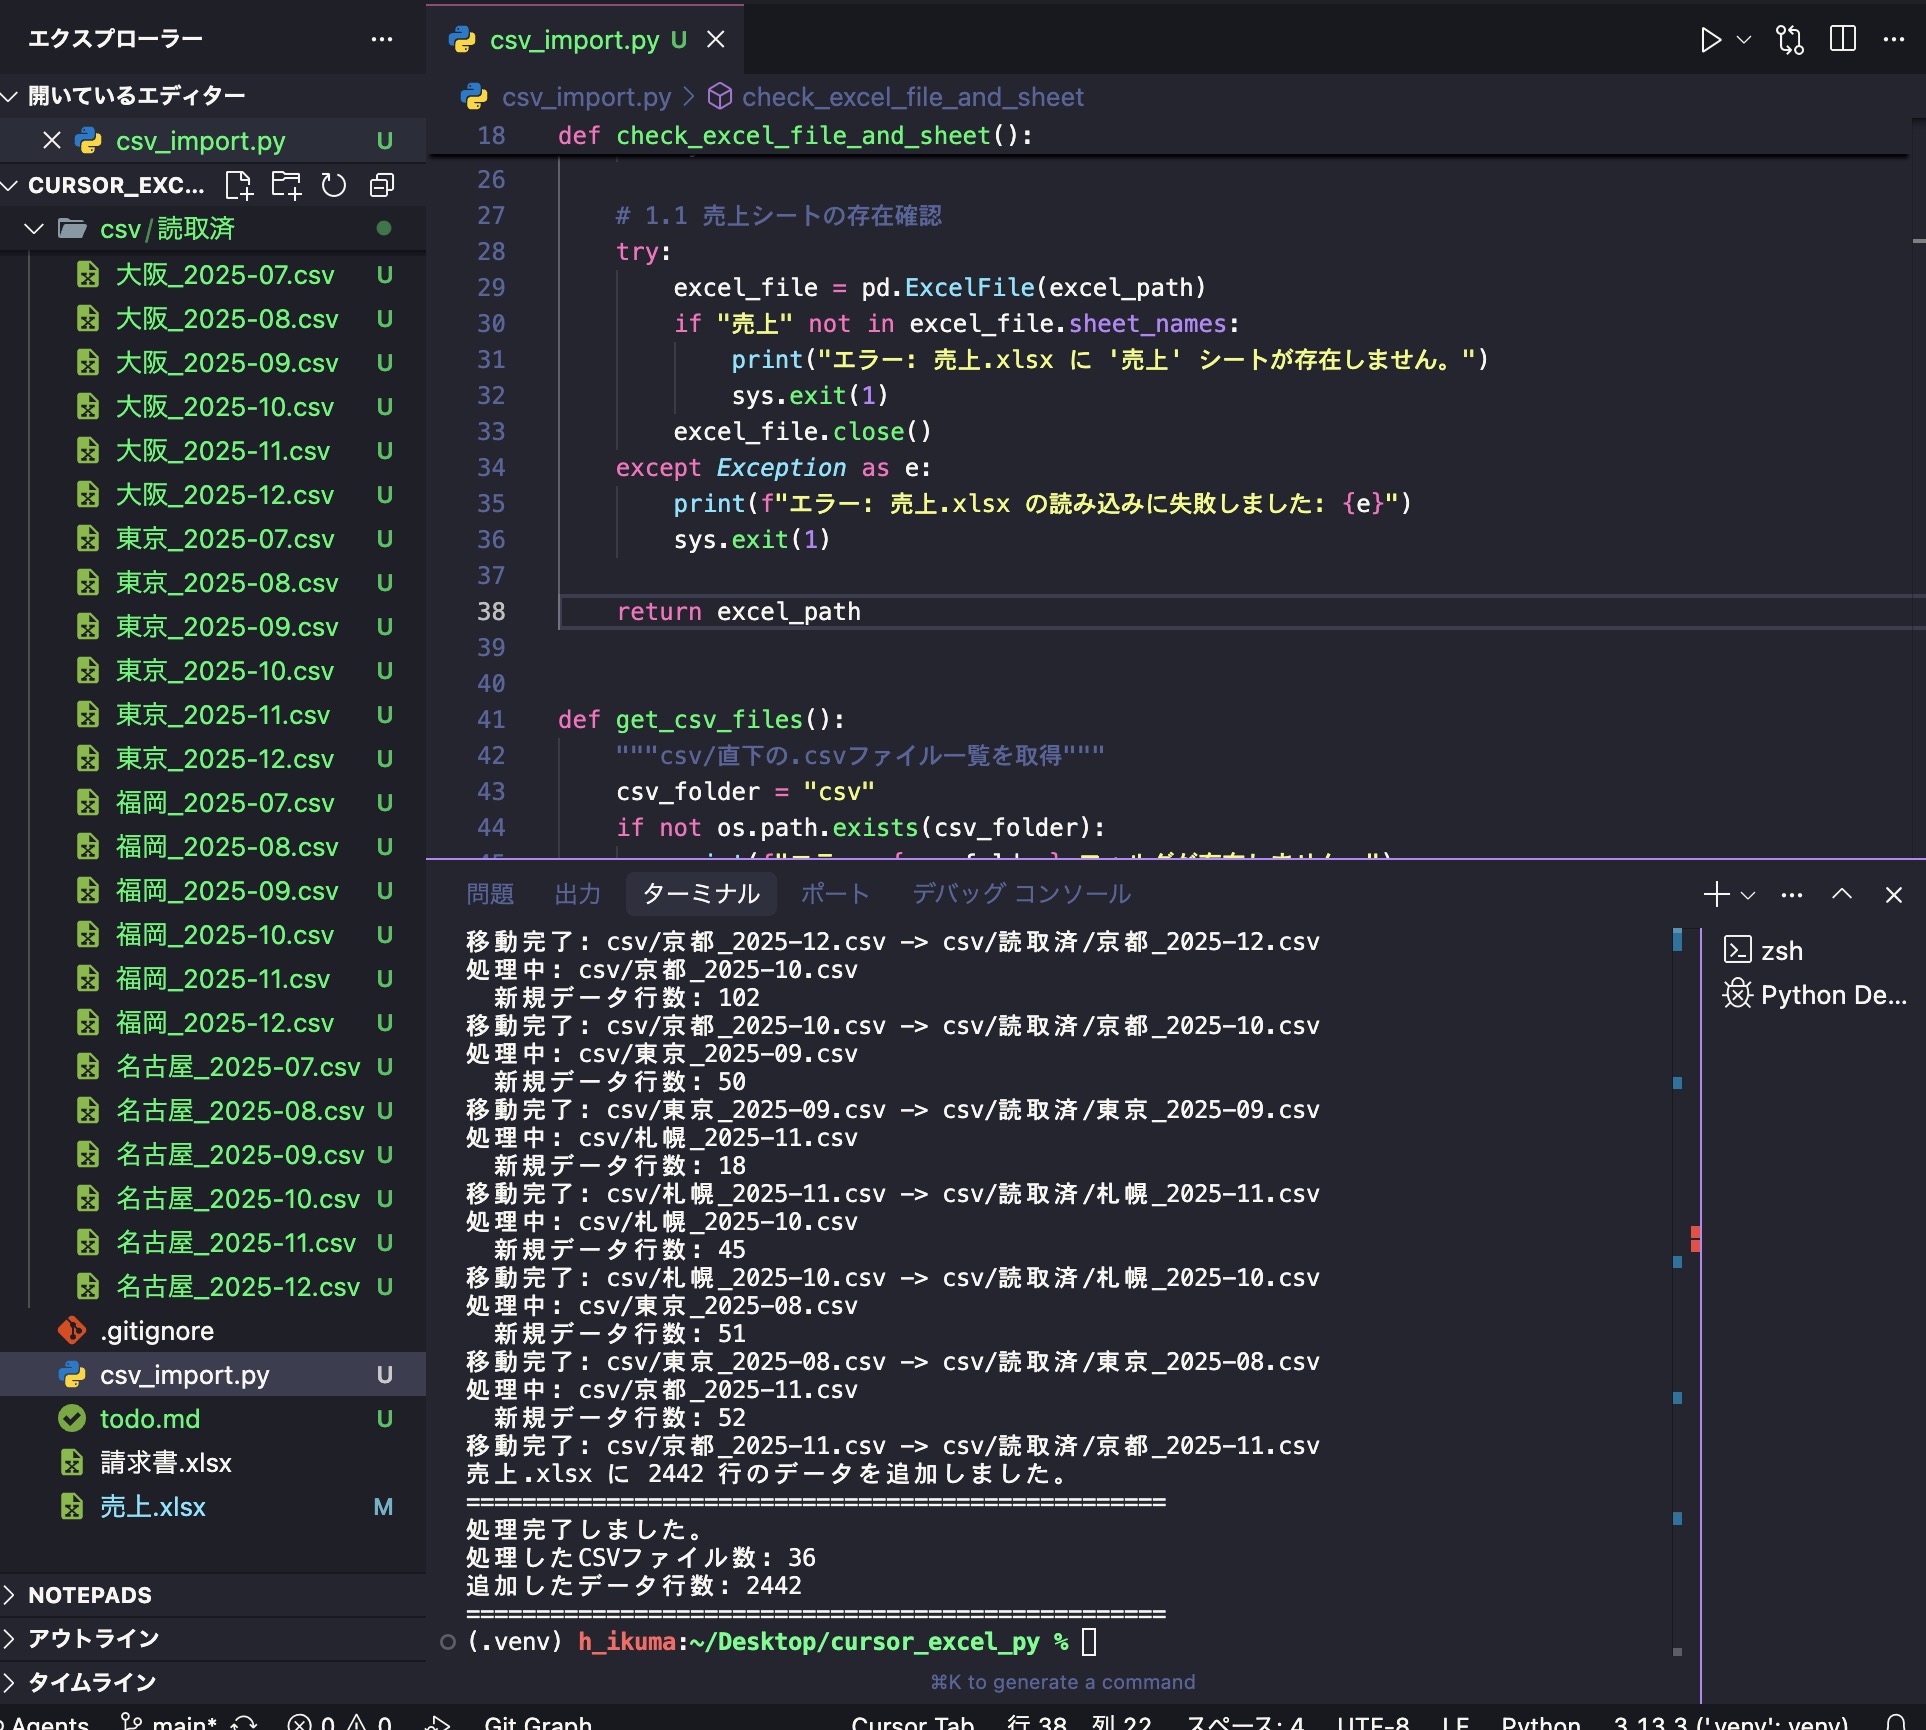 エクスプローラー
開いているエディター
csv_import.py U
CURSOR_EXC...
csv/読取済
大阪_2025-07.csv U
大阪_2025-08.csv U
大阪_2025-09.csv U
大阪_2025-10.csv U
大阪_2025-11.csv U
大阪_2025-12.csv U
東京_2025-07.csv U
東京_2025-08.csv U
東京_2025-09.csv U
東京_2025-10.csv U
東京_2025-11.csv U
東京_2025-12.csv U
福岡_2025-07.csv U
福岡_2025-08.csv U
福岡_2025-09.csv U
福岡_2025-10.csv U
福岡_2025-11.csv U
福岡_2025-12.csv U
名古屋_2025-07.csv U
名古屋_2025-08.csv U
名古屋_2025-09.csv U
名古屋_2025-10.csv U
名古屋_2025-11.csv U
名古屋_2025-12.csv U
.gitignore
csv_import.py U
todo.md U
請求書.xlsx
売上.xlsx M
NOTEPADS
アウトライン
タイムライン
csv_import.py U
csv_import.py > check_excel_file_and_sheet
18 def check_excel_file_and_sheet():
26
27 # 1.1 売上シートの存在確認
28 try:
29 excel_file = pd.ExcelFile(excel_path)
30 if "売上" not in excel_file.sheet_names:
31 print("エラー: 売上.xlsx に '売上' シートが存在しません。")
32 sys.exit(1)
33 excel_file.close()
34 except Exception as e:
35 print(f"エラー: 売上.xlsx の読み込みに失敗しました: {e}")
36 sys.exit(1)
37
38 return excel_path
39
40
41 def get_csv_files():
42 """csv/直下の.csvファイル一覧を取得"""
43 csv_folder = "csv"
44 if not os.path.exists(csv_folder):
問題 出力 ターミナル ポート デバッグ コンソール
移動完了: csv/京都_2025-12.csv -> csv/読取済/京都_2025-12.csv
処理中: csv/京都_2025-10.csv
新規データ行数: 102
移動完了: csv/京都_2025-10.csv -> csv/読取済/京都_2025-10.csv
処理中: csv/東京_2025-09.csv
新規データ行数: 50
移動完了: csv/東京_2025-09.csv -> csv/読取済/東京_2025-09.csv
処理中: csv/札幌_2025-11.csv
新規データ行数: 18
移動完了: csv/札幌_2025-11.csv -> csv/読取済/札幌_2025-11.csv
処理中: csv/札幌_2025-10.csv
新規データ行数: 45
移動完了: csv/札幌_2025-10.csv -> csv/読取済/札幌_2025-10.csv
処理中: csv/東京_2025-08.csv
新規データ行数: 51
移動完了: csv/東京_2025-08.csv -> csv/読取済/東京_2025-08.csv
処理中: csv/京都_2025-11.csv
新規データ行数: 52
移動完了: csv/京都_2025-11.csv -> csv/読取済/京都_2025-11.csv
売上.xlsx に 2442 行のデータを追加しました。
==================================================
処理完了しました。
処理したCSVファイル数: 36
追加したデータ行数: 2442
==================================================
(.venv) h_ikuma:~/Desktop/cursor_excel_py %
⌘K to generate a command
zsh
Python De...
Agents main* 0 0 Git Graph Cursor Tab 行 38、列 22 スペース: 4 UTF-8 LF Python 3.13.3 ('.venv': venv)